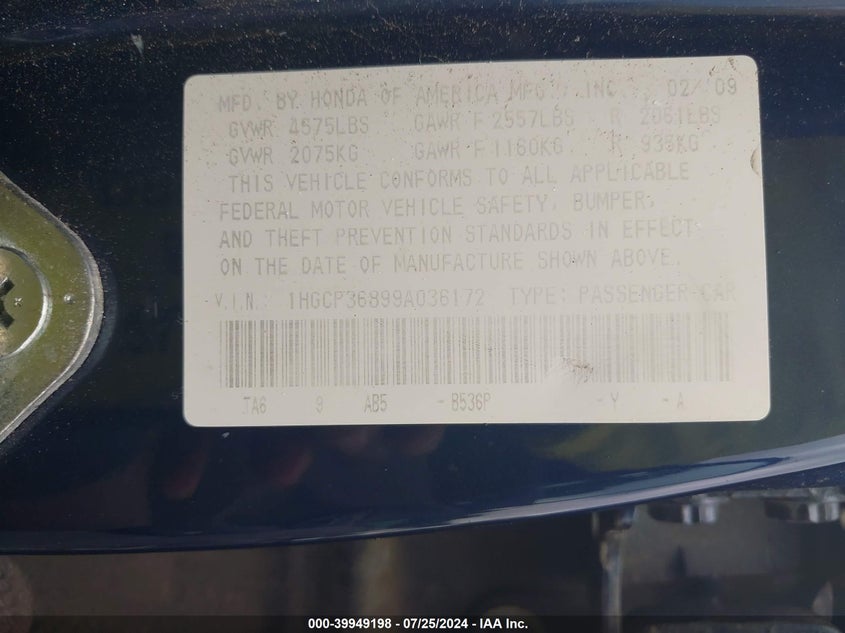 MFD. BY HONDA OF AMERICA MFG., INC. 02/09
GVWR 4575LBS GAWR F 2557LBS R 2061LBS
GVWR 2075KG GAWR F 1160KG R 935KG
THIS VEHICLE CONFORMS TO ALL APPLICABLE
FEDERAL MOTOR VEHICLE SAFETY, BUMPER,
AND THEFT PREVENTION STANDARDS IN EFFECT
ON THE DATE OF MANUFACTURE SHOWN ABOVE.
V.I.N.: 1HGCP36899A036172 TYPE: PASSENGER CAR
TA6 9 AB5 -B536P -Y -A
000-39949198 - 07/25/2024 - IAA Inc.